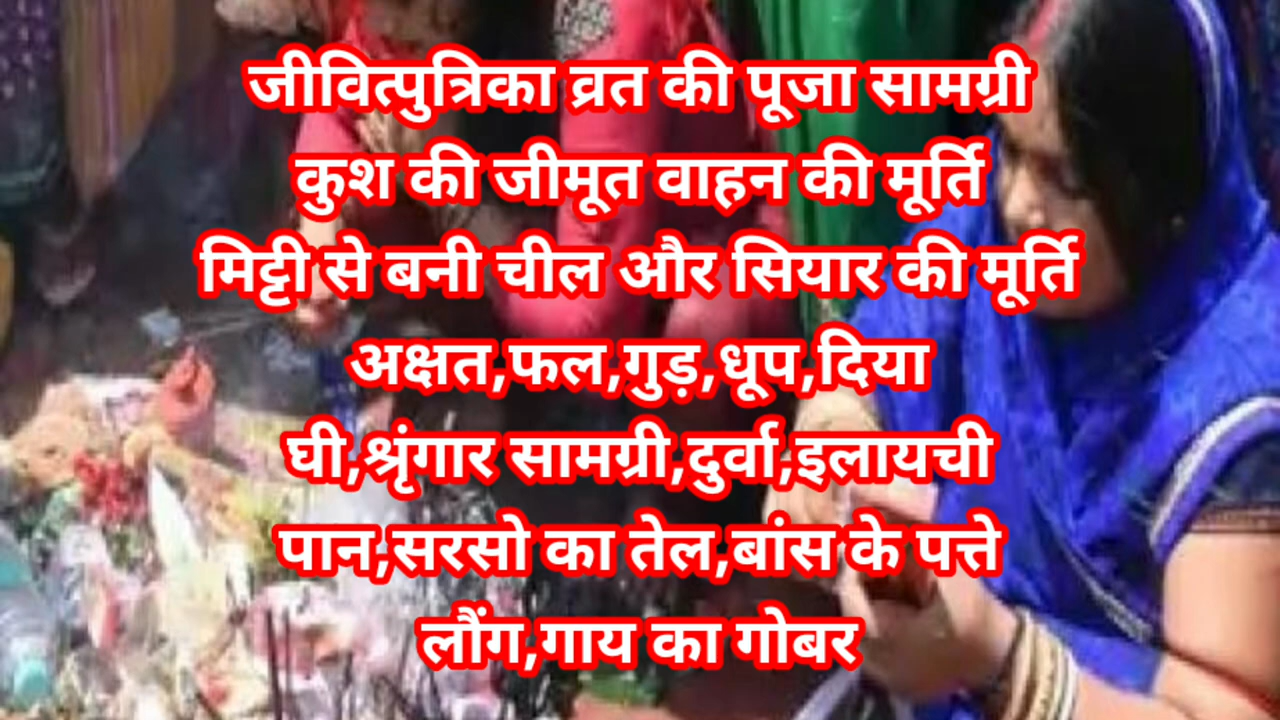 जीवित्पुत्रिका व्रत की पूजा सामग्री
कुश की जीमूत वाहन की मूर्ति
मिट्टी से बनी चील और सियार की मूर्ति
अक्षत,फल,गुड़,धूप,दिया
घी,श्रृंगार सामग्री,दुर्वा,इलायची
पान,सरसो का तेल,बांस के पत्ते
लौंग,गाय का गोबर